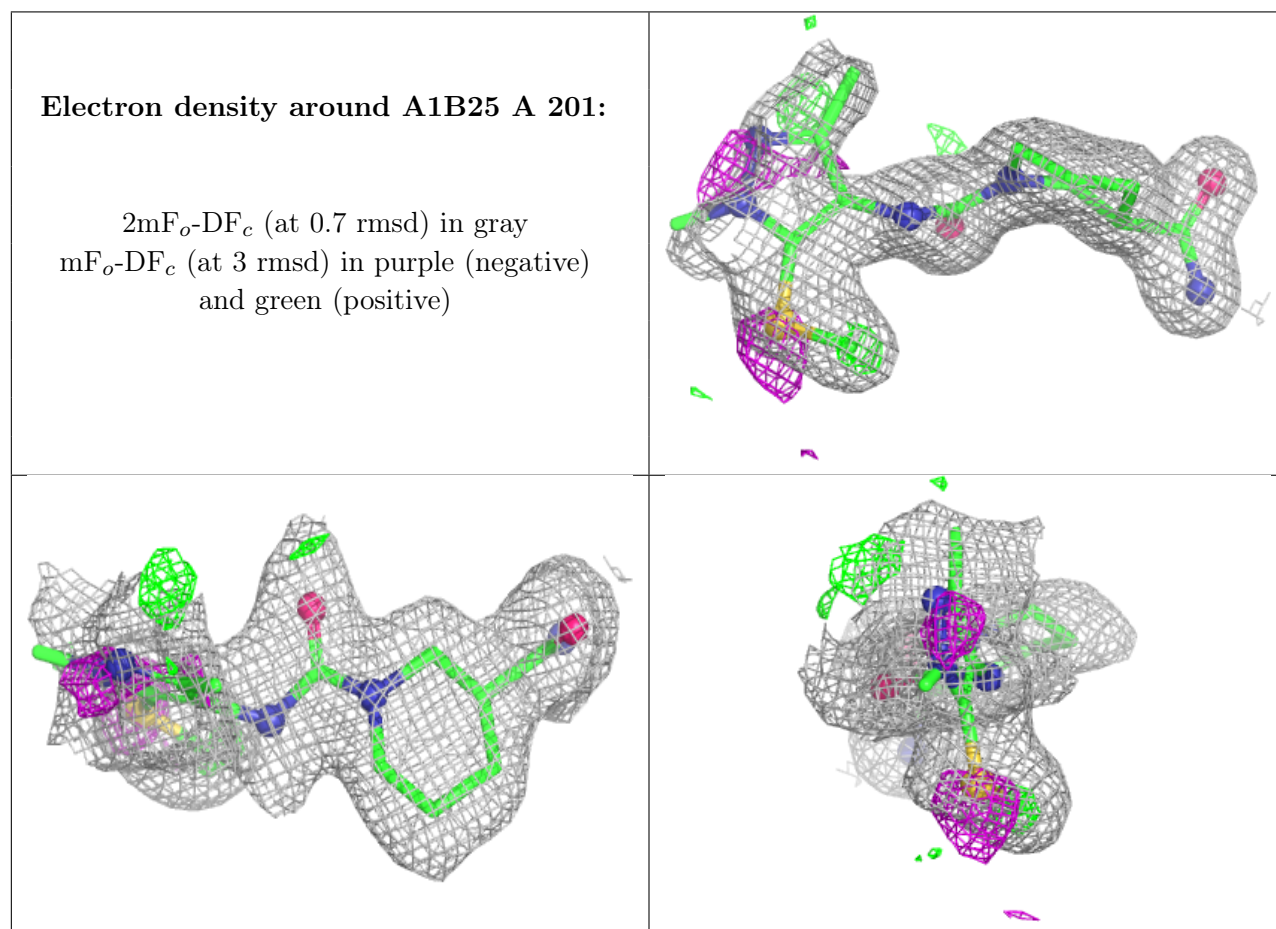 Electron density around A1B25 A 201:
2mFo-DFc (at 0.7 rmsd) in gray
mFo-DFc (at 3 rmsd) in purple (negative)
and green (positive)